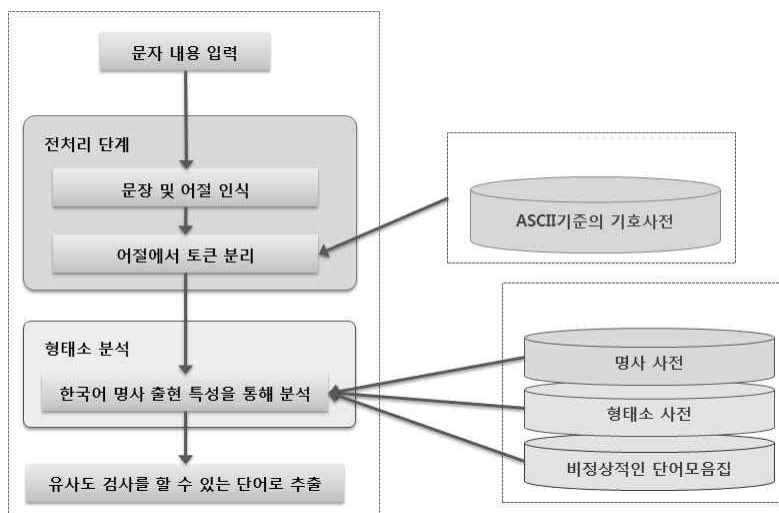 문자 내용 입력
전처리 단계
문장 및 어절 인식
어절에서 토큰 분리
ASCII기준의 기호사전
형태소 분석
한국어 명사 출현 특성을 통해 분석
명사 사전
형태소 사전
비정상적인 단어모음집
유사도 검사를 할 수 있는 단어로 추출